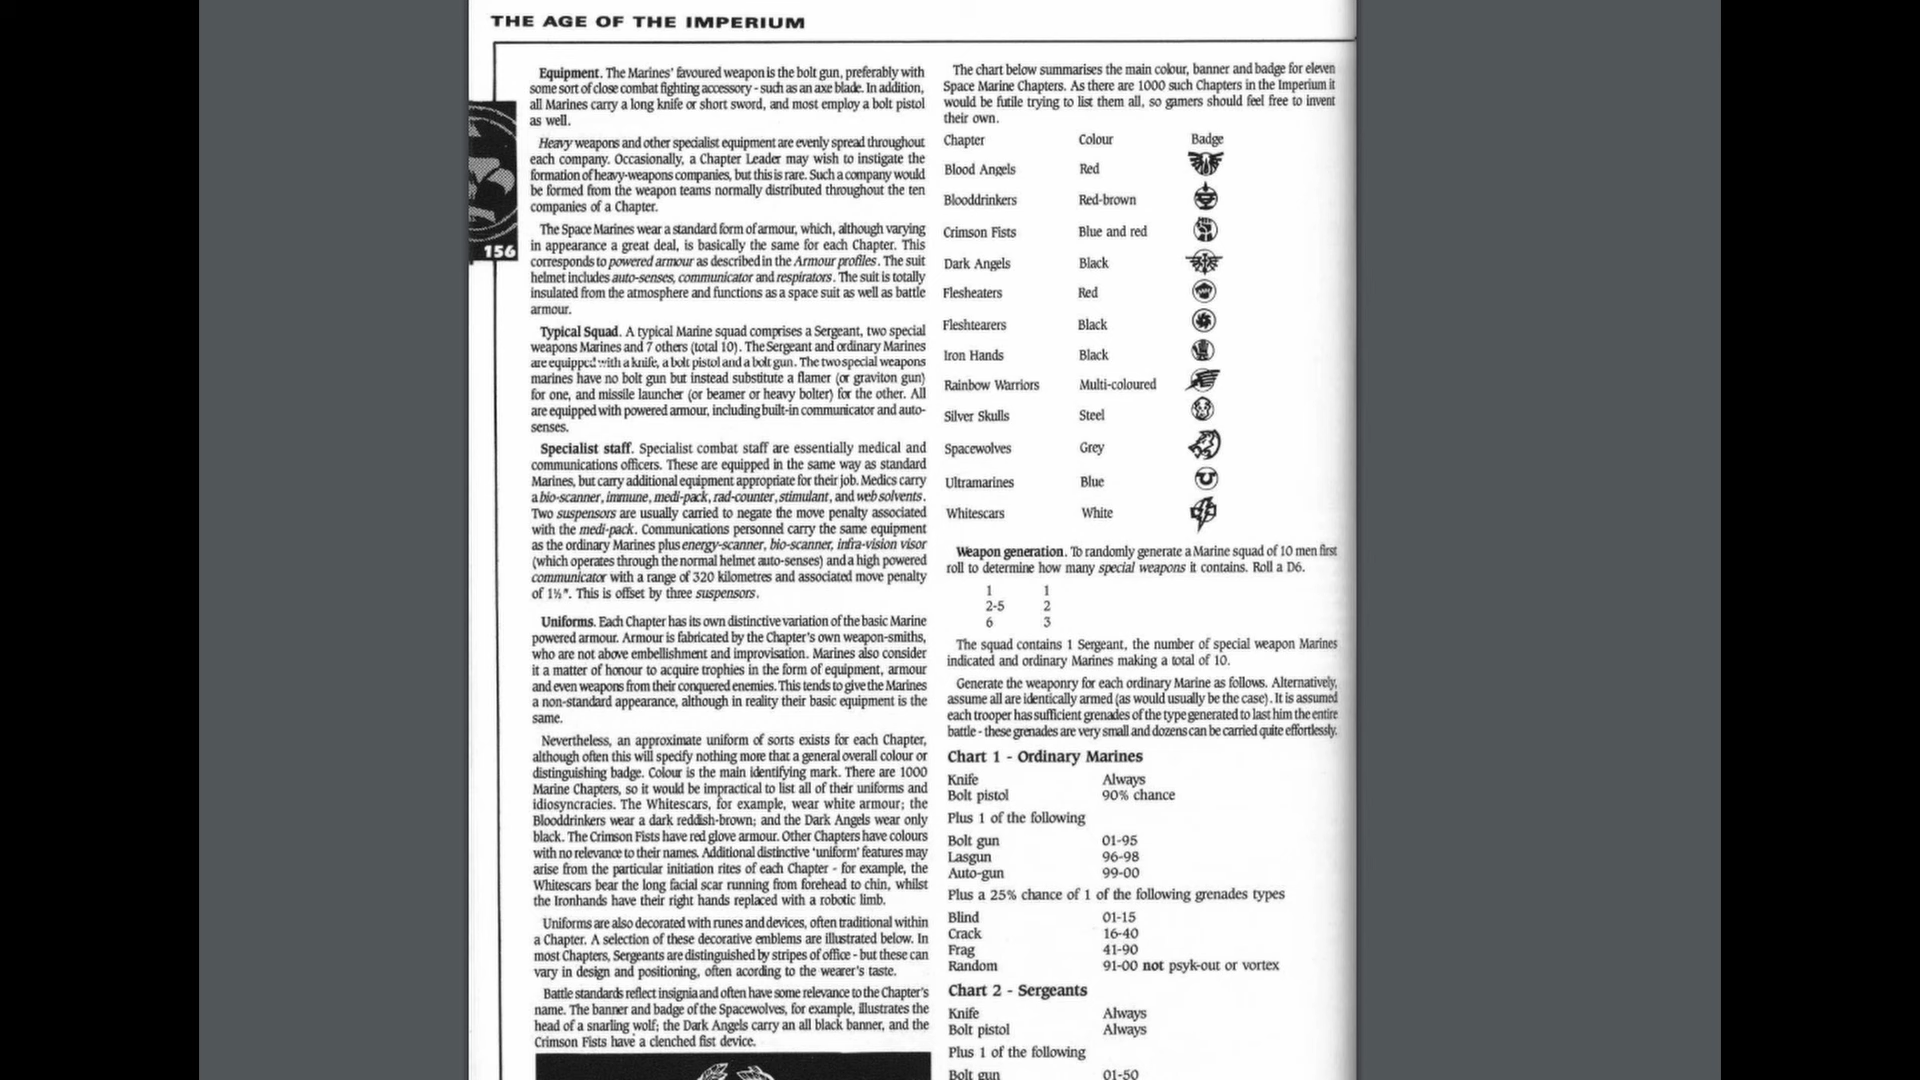 THE AGE OF THE IMPERIUM
Equipment. The Marines' favoured weapon is the bolt gun, preferably with
some sort of close combat fighting accessory - such as an axe blade. In addition,
all Marines carry a long knife or short sword, and most employ a bolt pistol
as well.
Heavy weapons and other specialist equipment are evenly spread throughout
each company. Occasionally, a Chapter Leader may wish to instigate the
formation of heavy-weapons companies, but this is rare. Such a company would
be formed from the weapon teams normally distributed throughout the ten
companies of a Chapter.
The Space Marines wear a standard form of armour, which, although varying
in appearance a great deal, is basically the same for each Chapter. This
corresponds to powered armour as described in the Armour profiles. The suit
helmet includes auto-senses, communicator and respirators. The suit is totally
insulated from the atmosphere and functions as a space suit as well as battle
armour.
156
Typical Squad. A typical Marine squad comprises a Sergeant, two special
weapons Marines and 7 others (total 10). The Sergeant and ordinary Marines
are equipped with a knife, a bolt pistol and a bolt gun. The two special weapons
marines have no bolt gun but instead substitute a flamer (or graviton gun)
for one, and missile launcher (or beamer or heavy bolter) for the other. All
are equipped with powered armour, including built-in communicator and auto-
senses.
Specialist staff. Specialist combat staff are essentially medical and
communications officers. These are equipped in the same way as standard
Marines, but carry additional equipment appropriate for their job. Medics carry
a bio-scanner, immune, medi-pack, rad-counter, stimulant, and web solvents.
Two suspensors are usually carried to negate the move penalty associated
with the medi-pack. Communications personnel carry the same equipment
as the ordinary Marines plus energy-scanner, bio-scanner, infra-vision visor
(which operates through the normal helmet auto-senses) and a high powered
communicator with a range of 320 kilometres and associated move penalty
of 1½". This is offset by three suspensors.
Uniforms. Each Chapter has its own distinctive variation of the basic Marine
powered armour. Armour is fabricated by the Chapter's own weapon-smiths,
who are not above embellishment and improvisation. Marines also consider
it a matter of honour to acquire trophies in the form of equipment, armour
and even weapons from their conquered enemies. This tends to give the Marines
a non-standard appearance, although in reality their basic equipment is the
same.
Nevertheless, an approximate uniform of sorts exists for each Chapter,
although often this will specify nothing more that a general overall colour or
distinguishing badge. Colour is the main identifying mark. There are 1000
Marine Chapters, so it would be impractical to list all of their uniforms and
idiosyncracies. The Whitescars, for example, wear white armour; the
Blooddrinkers wear a dark reddish-brown; and the Dark Angels wear only
black. The Crimson Fists have red glove armour. Other Chapters have colours
with no relevance to their names. Additional distinctive 'uniform' features may
arise from the particular initiation rites of each Chapter - for example, the
Whitescars bear the long facial scar running from forehead to chin, whilst
the Ironhands have their right hands replaced with a robotic limb.
Uniforms are also decorated with runes and devices, often traditional within
a Chapter. A selection of these decorative emblems are illustrated below. In
most Chapters, Sergeants are distinguished by stripes of office - but these can
vary in design and positioning, often acording to the wearer's taste.
Battle standards reflect insignia and often have some relevance to the Chapter's
name. The banner and badge of the Spacewolves, for example, illustrates the
head of a snarling wolf; the Dark Angels carry an all black banner, and the
Crimson Fists have a clenched fist device.
The chart below summarises the main colour, banner and badge for eleven
Space Marine Chapters. As there are 1000 such Chapters in the Imperium it
would be futile trying to list them all, so gamers should feel free to invent
their own.
Chapter Colour Badge
Blood Angels Red
Blooddrinkers Red-brown
Crimson Fists Blue and red
Dark Angels Black
Flesheaters Red
Fleshtearers Black
Iron Hands Black
Rainbow Warriors Multi-coloured
Silver Skulls Steel
Spacewolves Grey
Ultramarines Blue
Whitescars White
Weapon generation. To randomly generate a Marine squad of 10 men first
roll to determine how many special weapons it contains. Roll a D6.
1 1
2-5 2
6 3
The squad contains 1 Sergeant, the number of special weapon Marines
indicated and ordinary Marines making a total of 10.
Generate the weaponry for each ordinary Marine as follows. Alternatively,
assume all are identically armed (as would usually be the case). It is assumed
each trooper has sufficient grenades of the type generated to last him the entire
battle - these grenades are very small and dozens can be carried quite effortlessly.
Chart 1 - Ordinary Marines
Knife Always
Bolt pistol 90% chance
Plus 1 of the following
Bolt gun 01-95
Lasgun 96-98
Auto-gun 99-00
Plus a 25% chance of 1 of the following grenades types
Blind 01-15
Crack 16-40
Frag 41-90
Random 91-00 not psyk-out or vortex
Chart 2 - Sergeants
Knife Always
Bolt pistol Always
Plus 1 of the following
Bolt gun 01-50